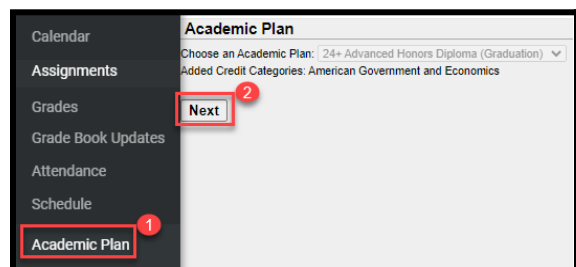 Calendar
Assignments
Grades
Grade Book Updates
Attendance
Schedule
1
Academic Plan
Academic Plan
Choose an Academic Plan: 24+ Advanced Honors Diploma (Graduation)
Added Credit Categories: American Government and Economics
2
Next